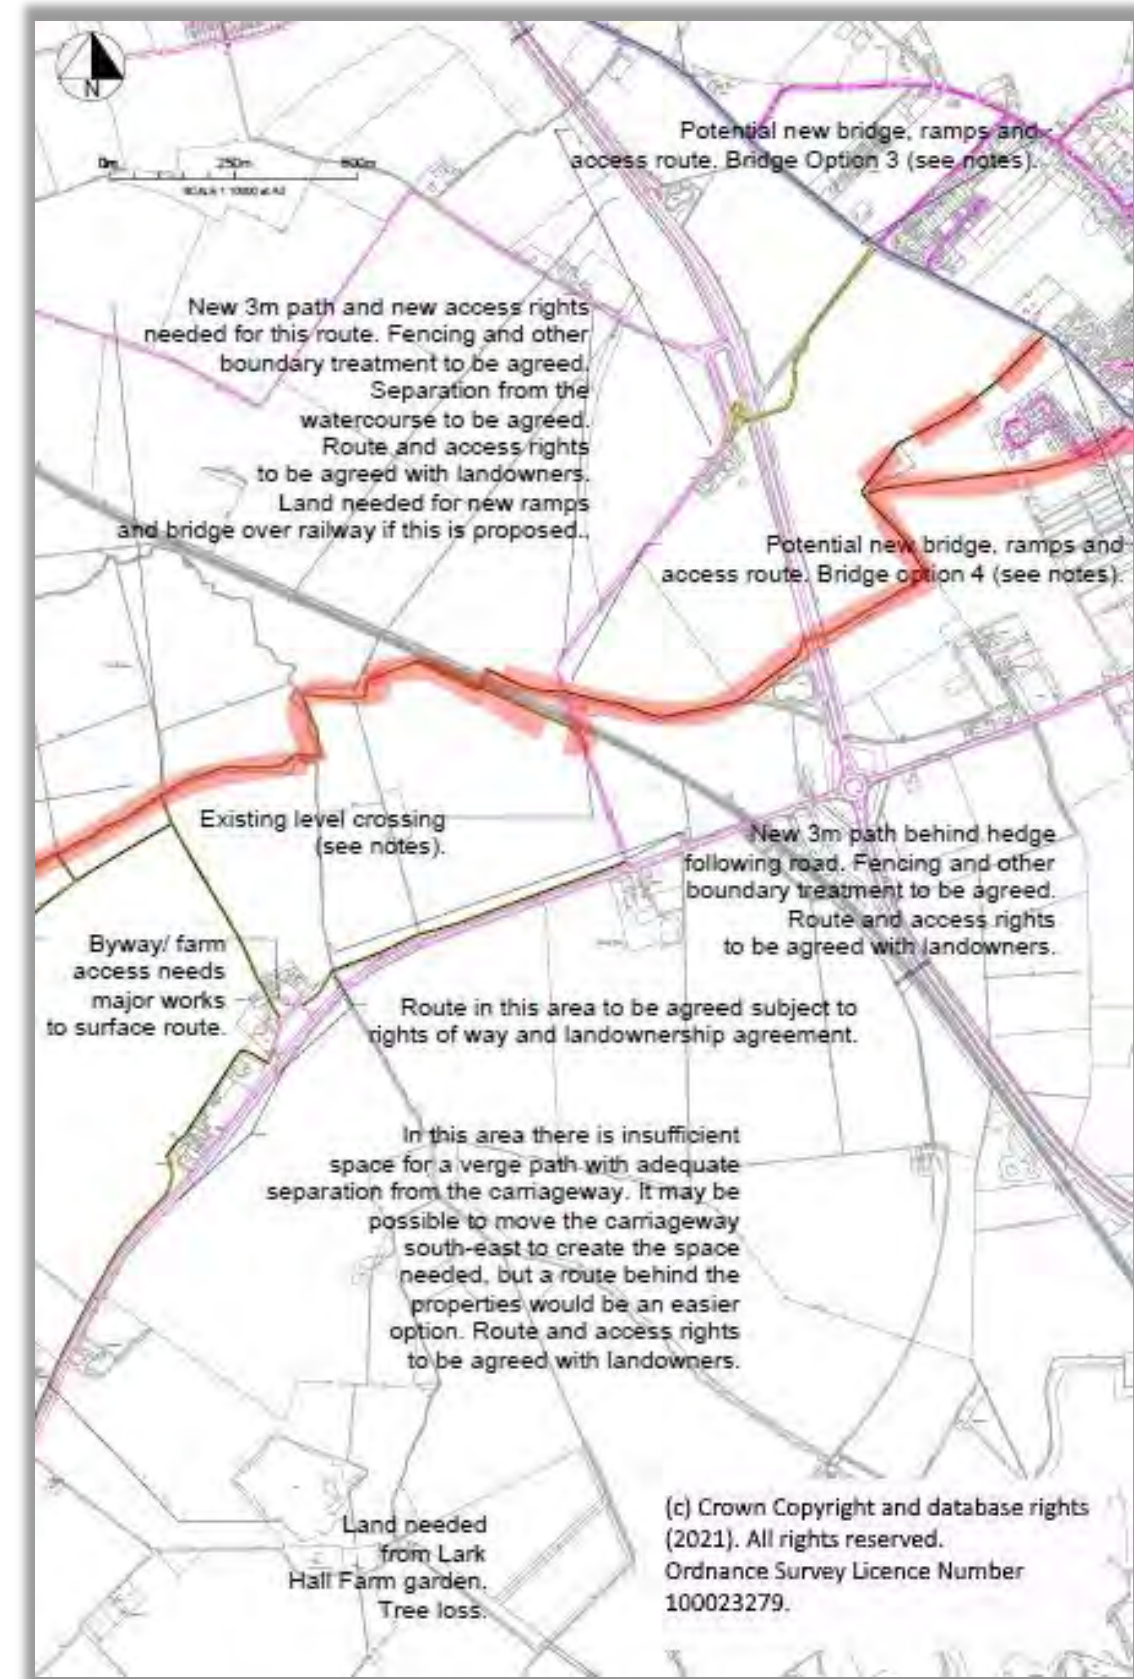 N
0m 250m 500m
SCALE 1:10000 at A3
Potential new bridge, ramps and
access route. Bridge Option 3 (see notes).
New 3m path and new access rights
needed for this route. Fencing and other
boundary treatment to be agreed.
Separation from the
watercourse to be agreed.
Route and access rights
to be agreed with landowners.
Land needed for new ramps
and bridge over railway if this is proposed..
Potential new bridge, ramps and
access route. Bridge option 4 (see notes).
Existing level crossing
(see notes).
New 3m path behind hedge
following road. Fencing and other
boundary treatment to be agreed.
Route and access rights
to be agreed with landowners.
Byway/ farm
access needs
major works
to surface route.
Route in this area to be agreed subject to
rights of way and landownership agreement.
In this area there is insufficient
space for a verge path with adequate
separation from the carriageway. It may be
possible to move the carriageway
south-east to create the space
needed, but a route behind the
properties would be an easier
option. Route and access rights
to be agreed with landowners.
Land needed
from Lark
Hall Farm garden.
Tree loss.
(c) Crown Copyright and database rights
(2021). All rights reserved.
Ordnance Survey Licence Number
100023279.